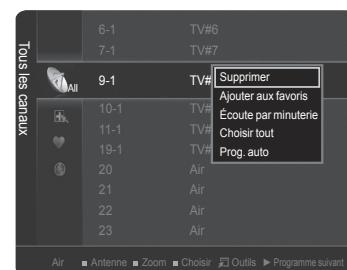 Tous les canaux
All
6-1 TV#6
7-1 TV#7
9-1 TV#
10-1 TV#
11-1 TV#
19-1 TV#
20 Air
21 Air
22 Air
23 Air
Supprimer
Ajouter aux favoris
Écoute par minuterie
Choisir tout
Prog. auto
Air ■ Antenne ■ Zoom ■ Choisir Outils ► Programme suivant